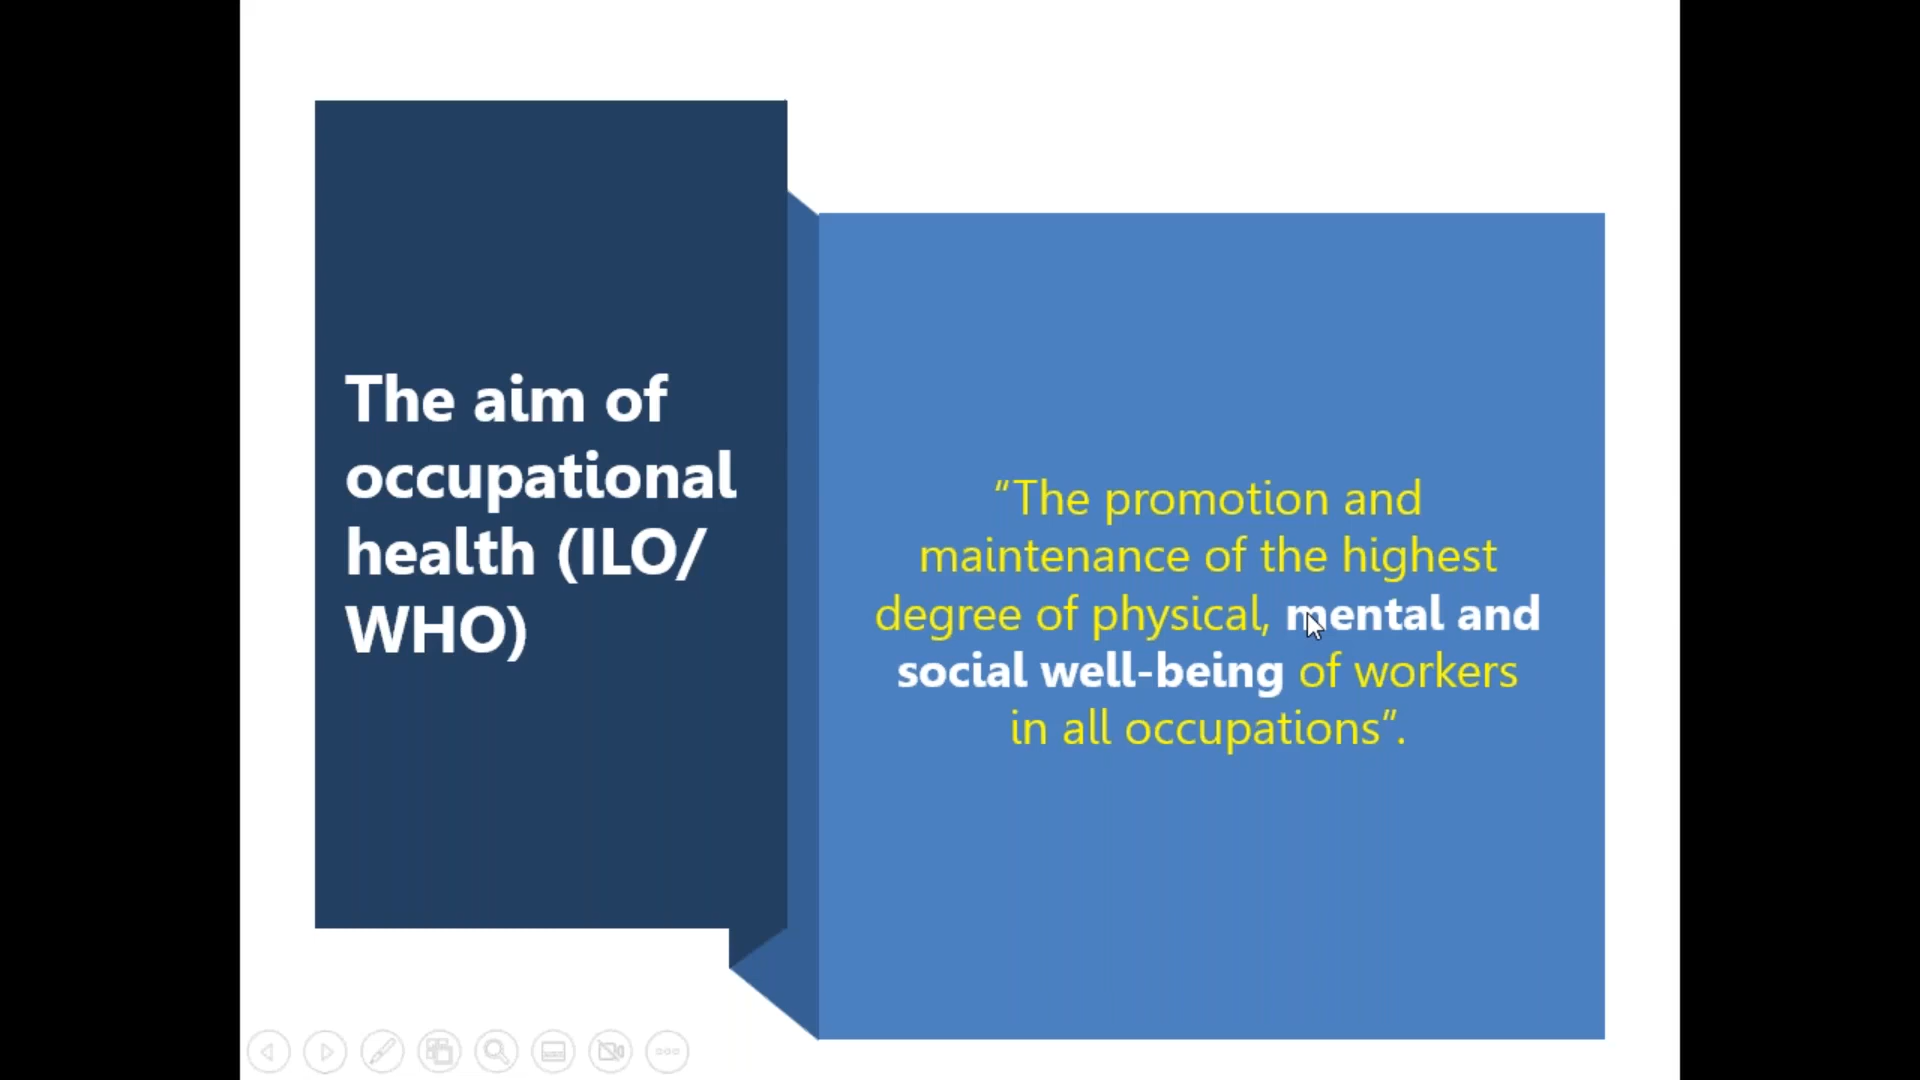 The aim of
occupational
health (ILO/
WHO)
“The promotion and
maintenance of the highest
degree of physical, mental and
social well-being of workers
in all occupations”.